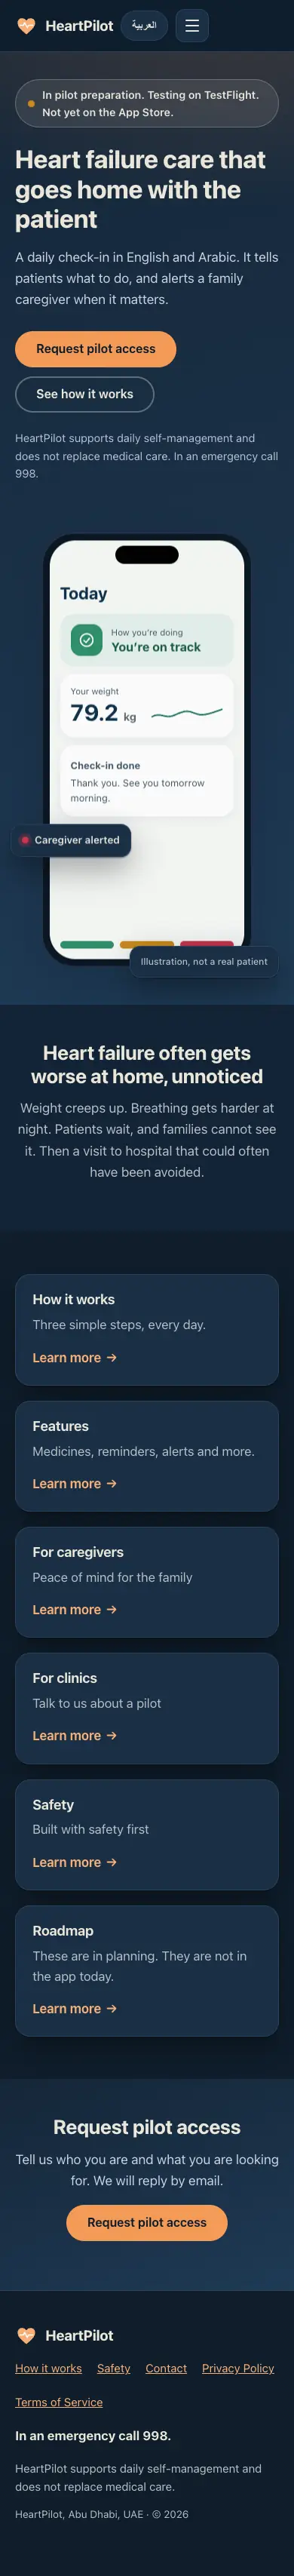 HeartPilot
العربية
In pilot preparation. Testing on TestFlight.
Not yet on the App Store.
Heart failure care that
goes home with the
patient
A daily check-in in English and Arabic. It tells
patients what to do, and alerts a family
caregiver when it matters.
Request pilot access
See how it works
HeartPilot supports daily self-management and
does not replace medical care. In an emergency call
998.
Today
How you're doing
You're on track
Your weight
79.2 kg
Check-in done
Thank you. See you tomorrow
morning.
Caregiver alerted
Illustration, not a real patient
Heart failure often gets
worse at home, unnoticed
Weight creeps up. Breathing gets harder at
night. Patients wait, and families cannot see
it. Then a visit to hospital that could often
have been avoided.
How it works
Three simple steps, every day.
Learn more →
Features
Medicines, reminders, alerts and more.
Learn more →
For caregivers
Peace of mind for the family
Learn more →
For clinics
Talk to us about a pilot
Learn more →
Safety
Built with safety first
Learn more →
Roadmap
These are in planning. They are not in
the app today.
Learn more →
Request pilot access
Tell us who you are and what you are looking
for. We will reply by email.
Request pilot access
HeartPilot
How it works Safety Contact Privacy Policy
Terms of Service
In an emergency call 998.
HeartPilot supports daily self-management and
does not replace medical care.
HeartPilot, Abu Dhabi, UAE · © 2026